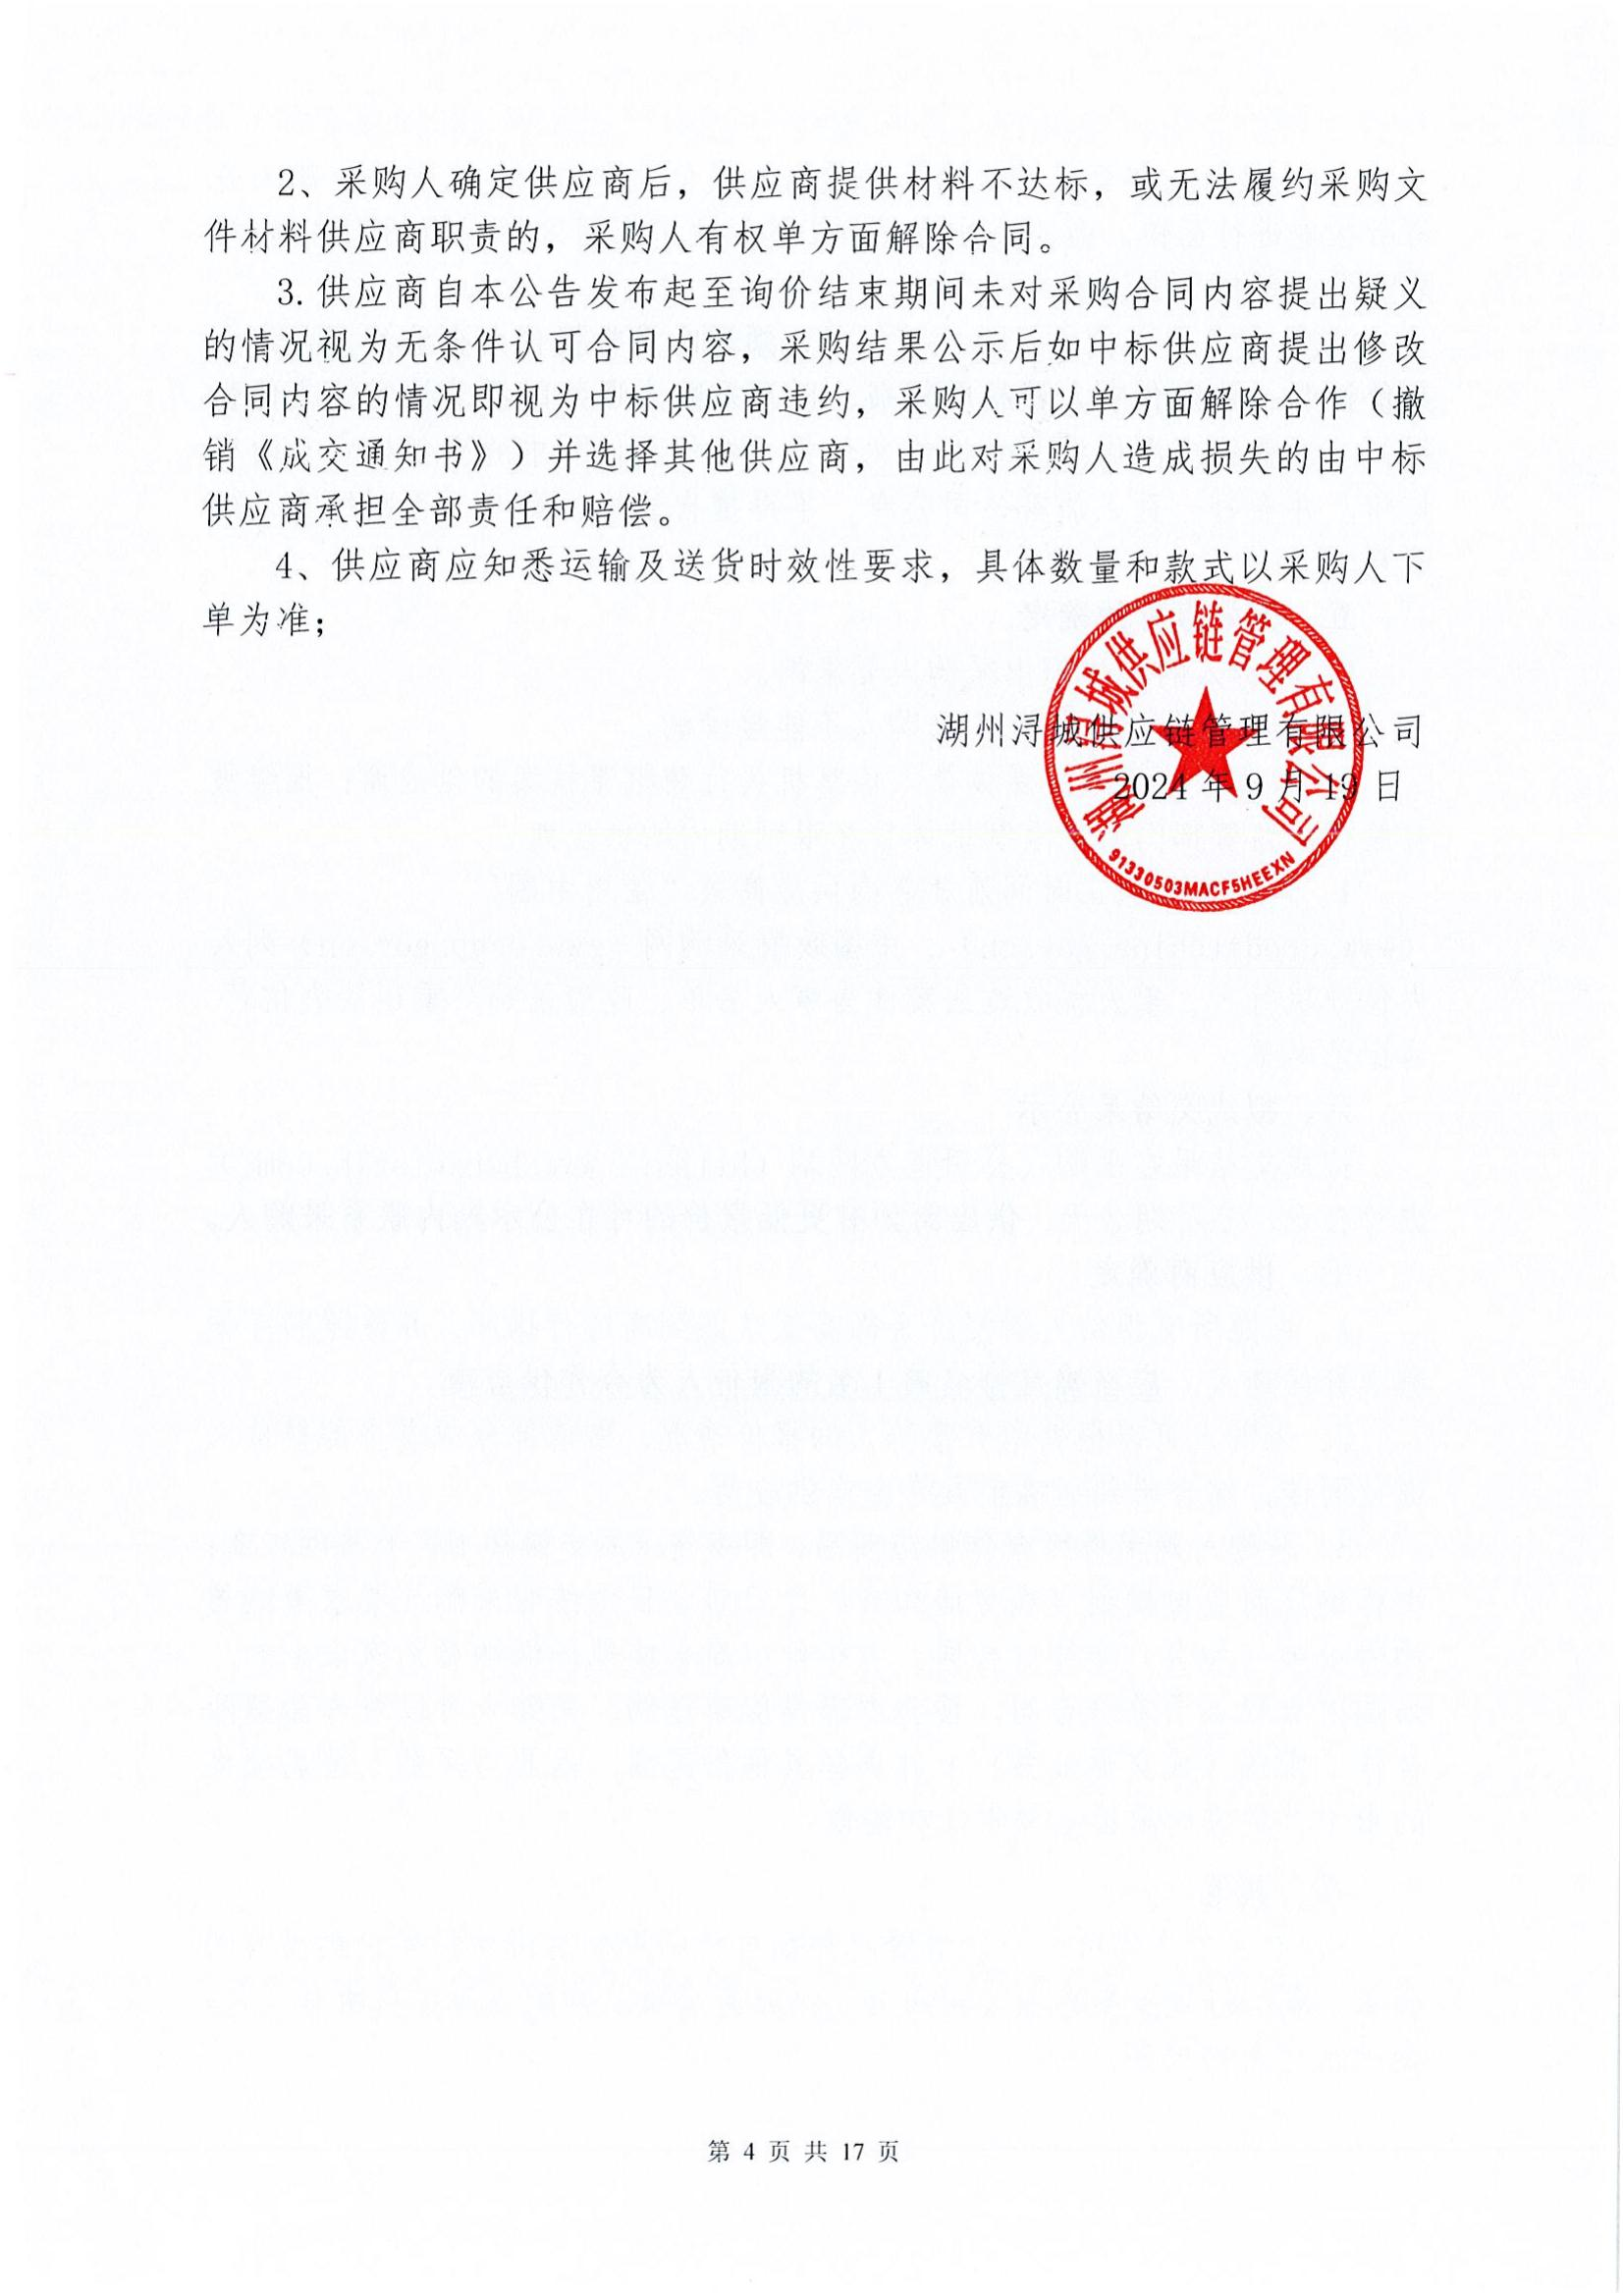 2、采购人确定供应商后，供应商提供材料不达标，或无法履约采购文
件材料供应商职责的，采购人有权单方面解除合同。
3.供应商自本公告发布起至询价结束期间未对采购合同内容提出疑义
的情况视为无条件认可合同内容，采购结果公示后如中标供应商提出修改
合同内容的情况即视为中标供应商违约，采购人可以单方面解除合作（撤
销《成交通知书》）并选择其他供应商，由此对采购人造成损失的由中标
供应商承担全部责任和赔偿。
4、供应商应知悉运输及送货时效性要求，具体数量和款式以采购人下
单为准；
湖州浔城供应链管理有限公司
湖州浔城供应链管理有限公司
2024年9月19日
91330503MACF5HEEXN
第 4 页 共 17 页